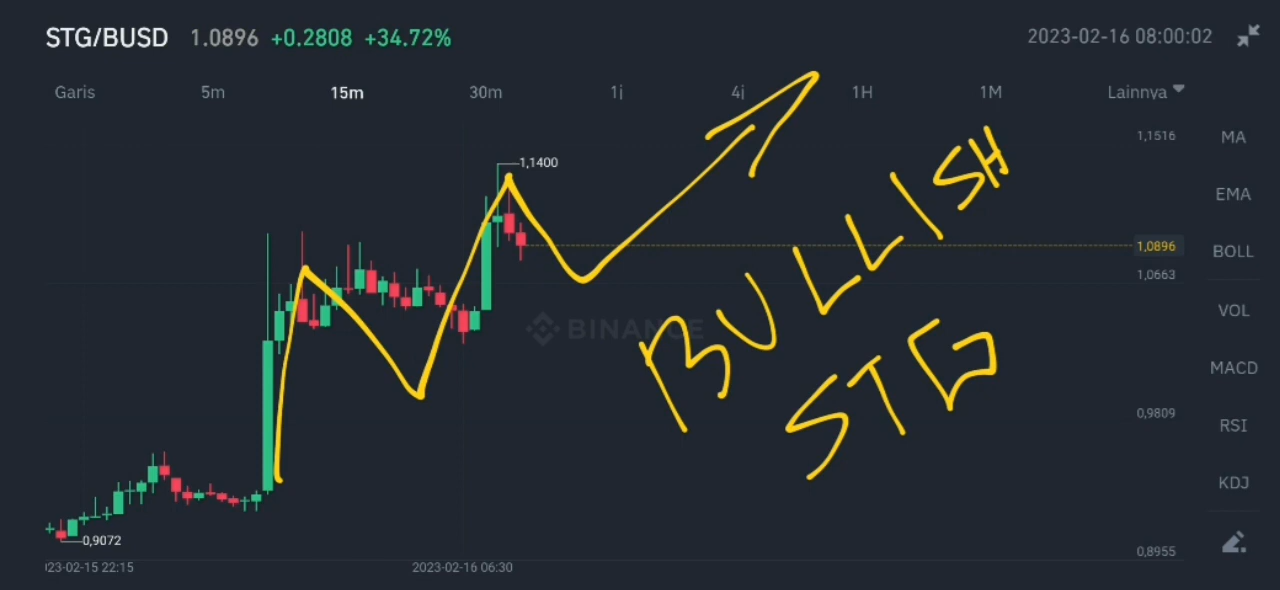 STG/BUSD 1.0896 +0.2808 +34.72% 2023-02-16 08:00:02
Garis 5m 15m 30m 1j 4j 1H 1M Lainnya
1,1516 MA
1,1400
EMA
1,0896 BOLL
1,0663
VOL
BINANCE
MACD
0,9809 RSI
KDJ
0,9072
0,8955
023-02-15 22:15 2023-02-16 06:30
BULLISH
STG